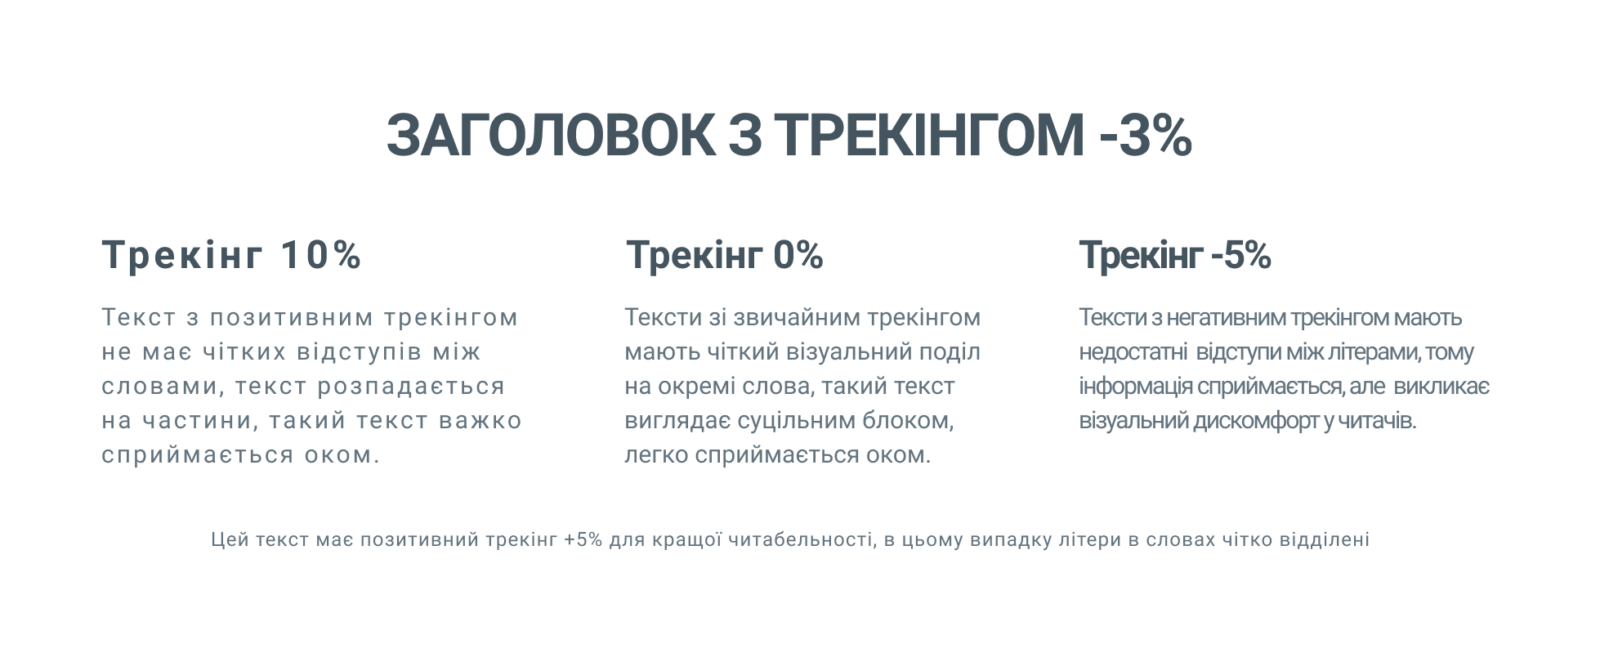 ЗАГОЛОВОК З ТРЕКІНГОМ -3%
Трекінг 10%
Текст з позитивним трекінгом
не має чітких відступів між
словами, текст розпадається
на частини, такий текст важко
сприймається оком.
Трекінг 0%
Тексти зі звичайним трекінгом
мають чіткий візуальний поділ
на окремі слова, такий текст
виглядає суцільним блоком,
легко сприймається оком.
Трекінг -5%
Тексти з негативним трекінгом мають
недостатні відступи між літерами, тому
інформація сприймається, але викликає
візуальний дискомфорт у читачів.
Цей текст має позитивний трекінг +5% для кращої читабельності, в цьому випадку літери в словах чітко відділені